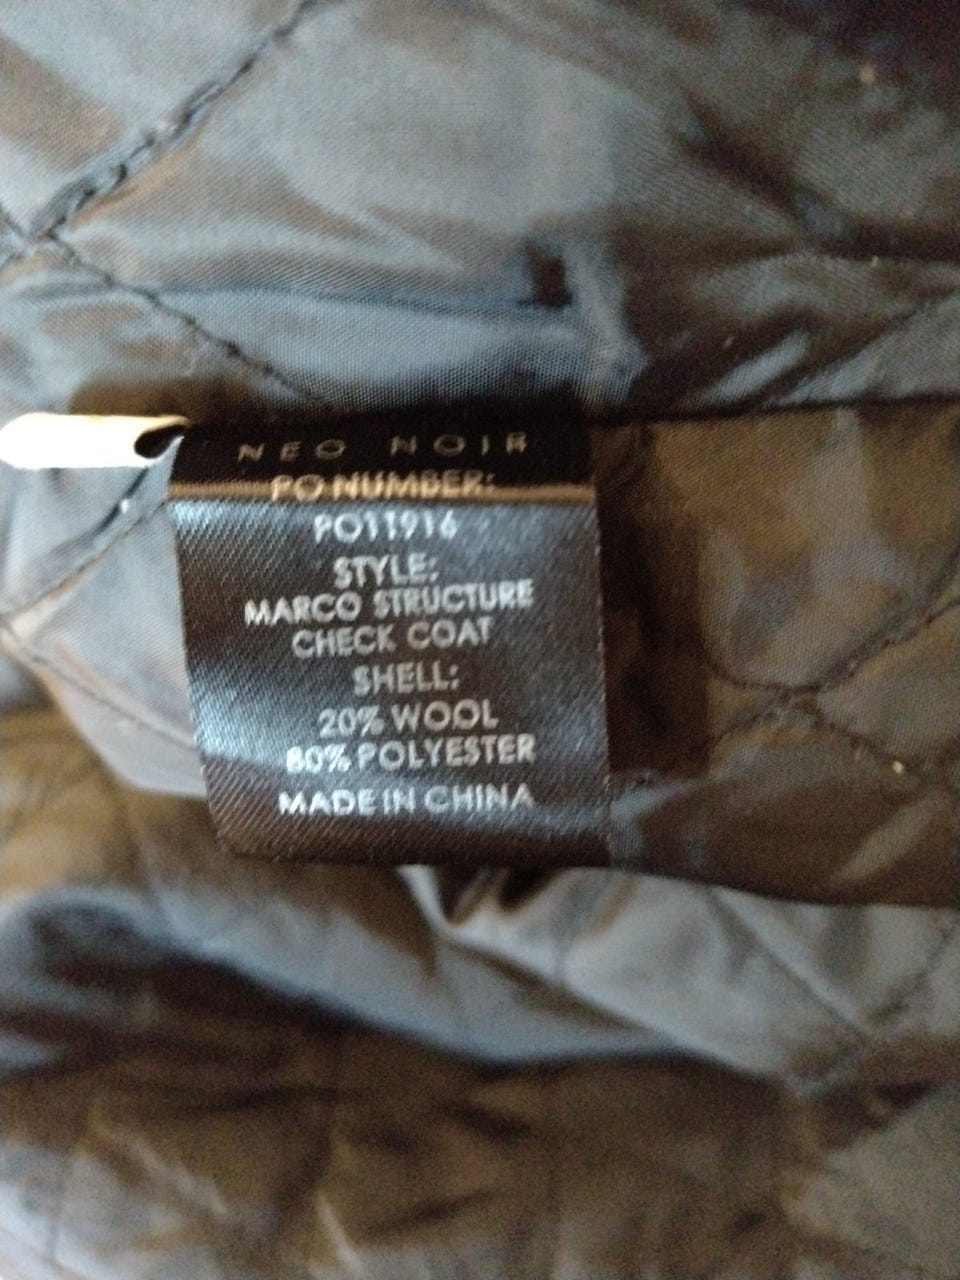 NEO NOIR
PO NUMBER:
PO11916
STYLE:
MARCO STRUCTURE
CHECK COAT
SHELL:
20% WOOL
80% POLYESTER
MADE IN CHINA